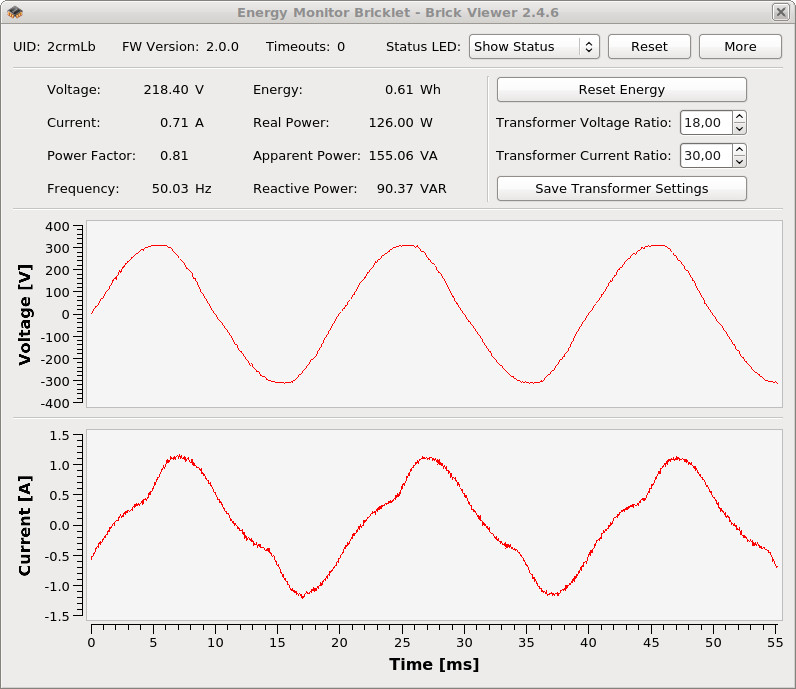 Energy Monitor Bricklet - Brick Viewer 2.4.6
UID: 2crmLb FW Version: 2.0.0 Timeouts: 0 Status LED: Show Status Reset More
Voltage: 218.40 V Energy: 0.61 Wh Reset Energy
Current: 0.71 A Real Power: 126.00 W Transformer Voltage Ratio: 18,00
Power Factor: 0.81 Apparent Power: 155.06 VA Transformer Current Ratio: 30,00
Frequency: 50.03 Hz Reactive Power: 90.37 VAR Save Transformer Settings
Voltage [V]
400
300
200
100
0
-100
-200
-300
-400
Current [A]
1.5
1.0
0.5
0.0
-0.5
-1.0
-1.5
0 5 10 15 20 25 30 35 40 45 50 55
Time [ms]